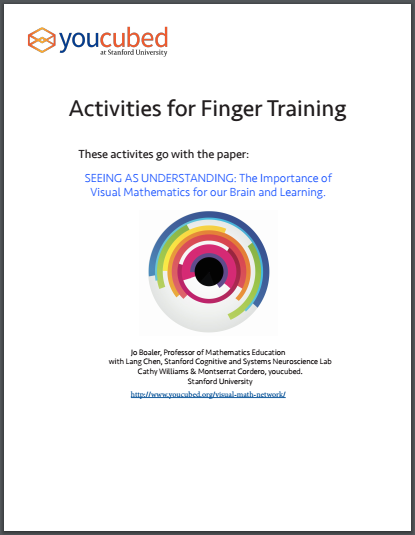 youcubed
at Stanford University
Activities for Finger Training
These activites go with the paper:
SEEING AS UNDERSTANDING: The Importance of
Visual Mathematics for our Brain and Learning.
Jo Boaler, Professor of Mathematics Education
with Lang Chen, Stanford Cognitive and Systems Neuroscience Lab
Cathy Williams & Montserrat Cordero, youcubed.
Stanford University
http://www.youcubed.org/visual-math-network/